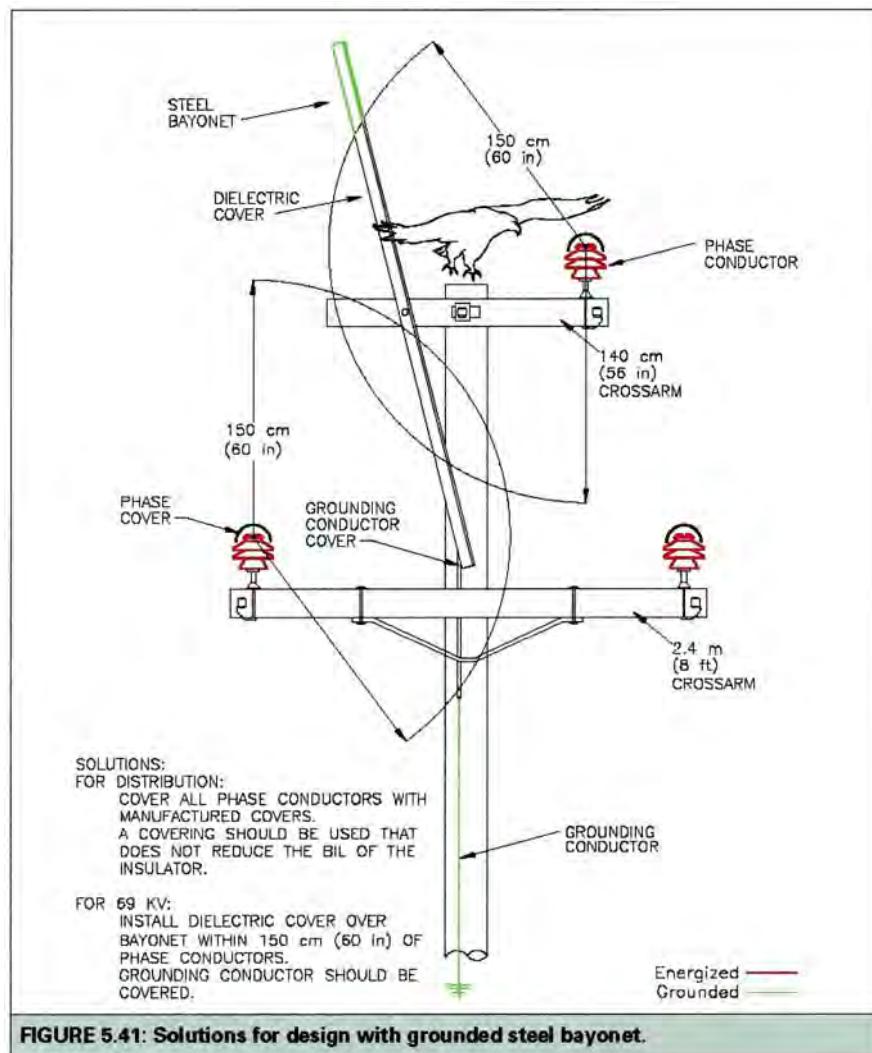 STEEL
BAYONET
150 cm
(60 in)
DIELECTRIC
COVER
PHASE
CONDUCTOR
140 cm
(56 in)
CROSSARM
150 cm
(60 in)
PHASE
COVER
GROUNDING
CONDUCTOR
COVER
2.4 m
(8 ft)
CROSSARM
SOLUTIONS:
FOR DISTRIBUTION:
COVER ALL PHASE CONDUCTORS WITH
MANUFACTURED COVERS.
A COVERING SHOULD BE USED THAT
DOES NOT REDUCE THE BIL OF THE
INSULATOR.
GROUNDING
CONDUCTOR
FOR 69 KV:
INSTALL DIELECTRIC COVER OVER
BAYONET WITHIN 150 cm (60 in) OF
PHASE CONDUCTORS.
GROUNDING CONDUCTOR SHOULD BE
COVERED.
Energized
Grounded
FIGURE 5.41: Solutions for design with grounded steel bayonet.